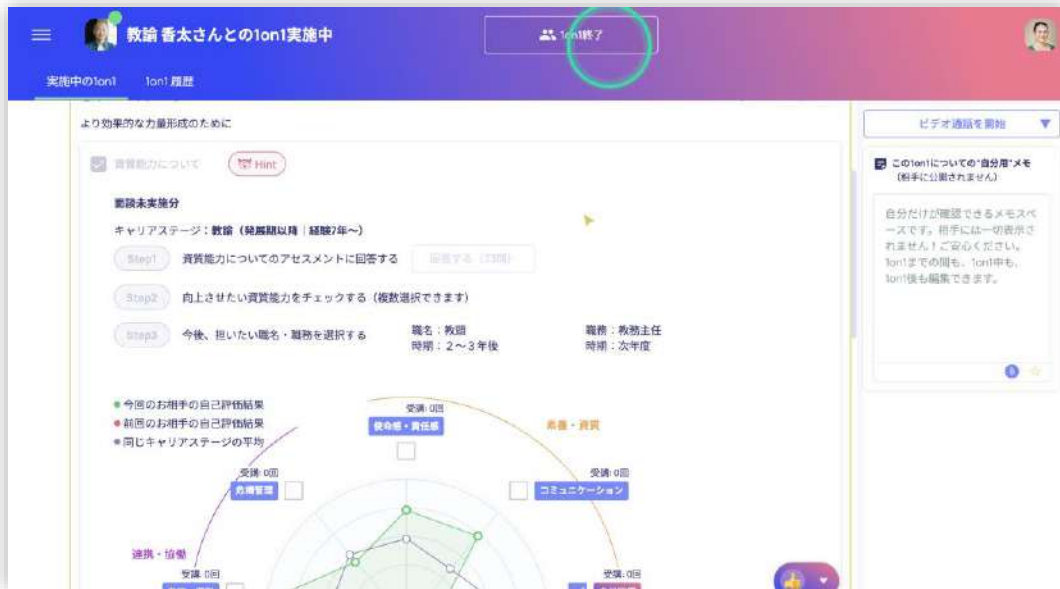 教諭 香太さんとの1on1実施中
1on1終了
実施中の1on1
1on1 履歴
より効果的な力量形成のために
資質能力について
Hint
面談未実施分
キャリアステージ：教諭（発展期以降｜経験7年～）
Step1
資質能力についてのアセスメントに回答する
Step2
向上させたい資質能力をチェックする（複数選択できます）
Step3
今後、担いたい職名・職務を選択する
職名：教頭
時期：２～３年後
職務：教務主任
時期：次年度
今回のお相手の自己評価結果
前回のお相手の自己評価結果
同じキャリアステージの平均
受講: 0回
使命感・責任感
素養・資質
受講: 0回
危機管理
受講: 0回
コミュニケーション
連携・協働
受講: 0回
受講: 0回
ビデオ通話を開始
この1on1についての"自分用"メモ
（相手に公開されません）
自分だけが確認できるメモスペ
ースです。相手には一切表示さ
れません！ご安心ください。
1on1までの間も、1on1中も、
1on1後も編集できます。